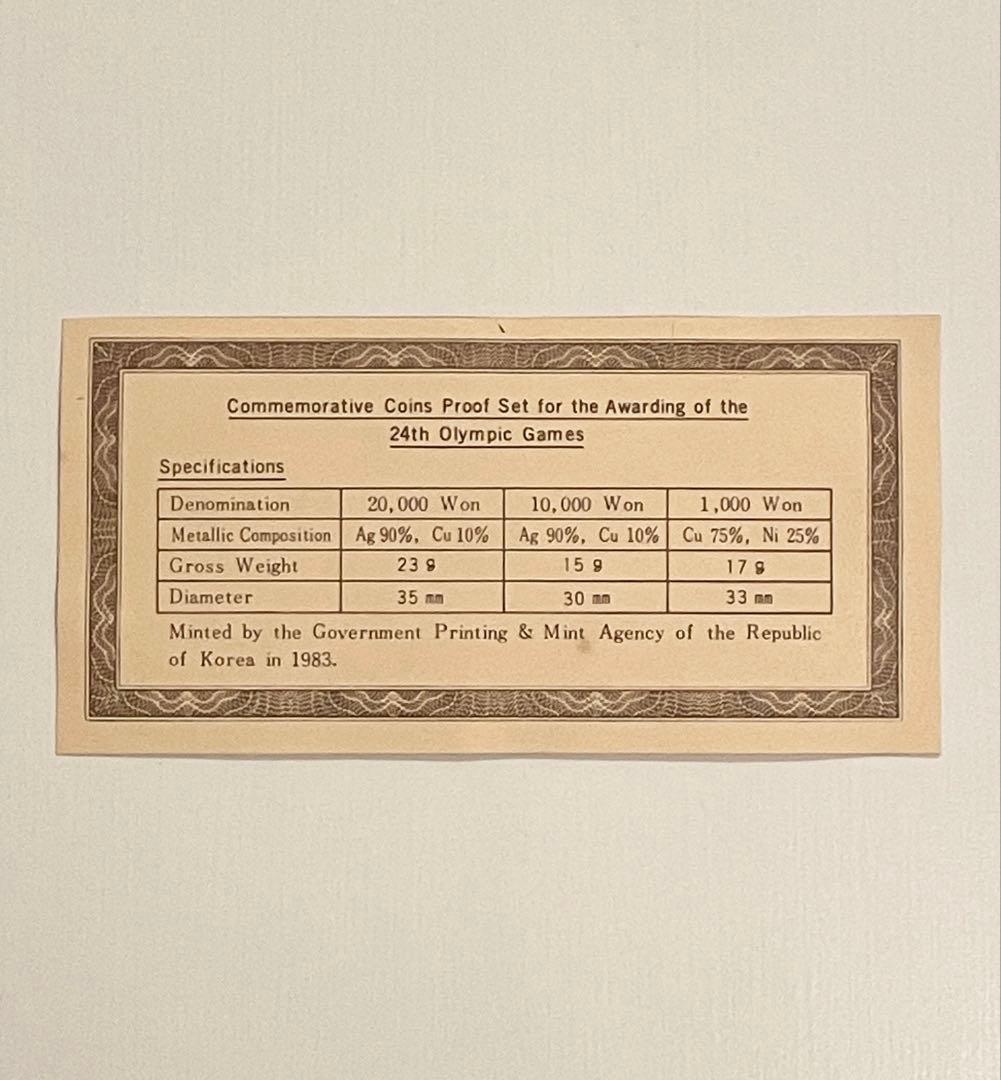 Commemorative Coins Proof Set for the Awarding of the
24th Olympic Games
Specifications
Denomination 20,000 Won 10,000 Won 1,000 Won
Metallic Composition Ag 90%, Cu 10% Ag 90%, Cu 10% Cu 75%, Ni 25%
Gross Weight 23 g 15 g 17 g
Diameter 35 mm 30 mm 33 mm
Minted by the Government Printing & Mint Agency of the Republic
of Korea in 1983.